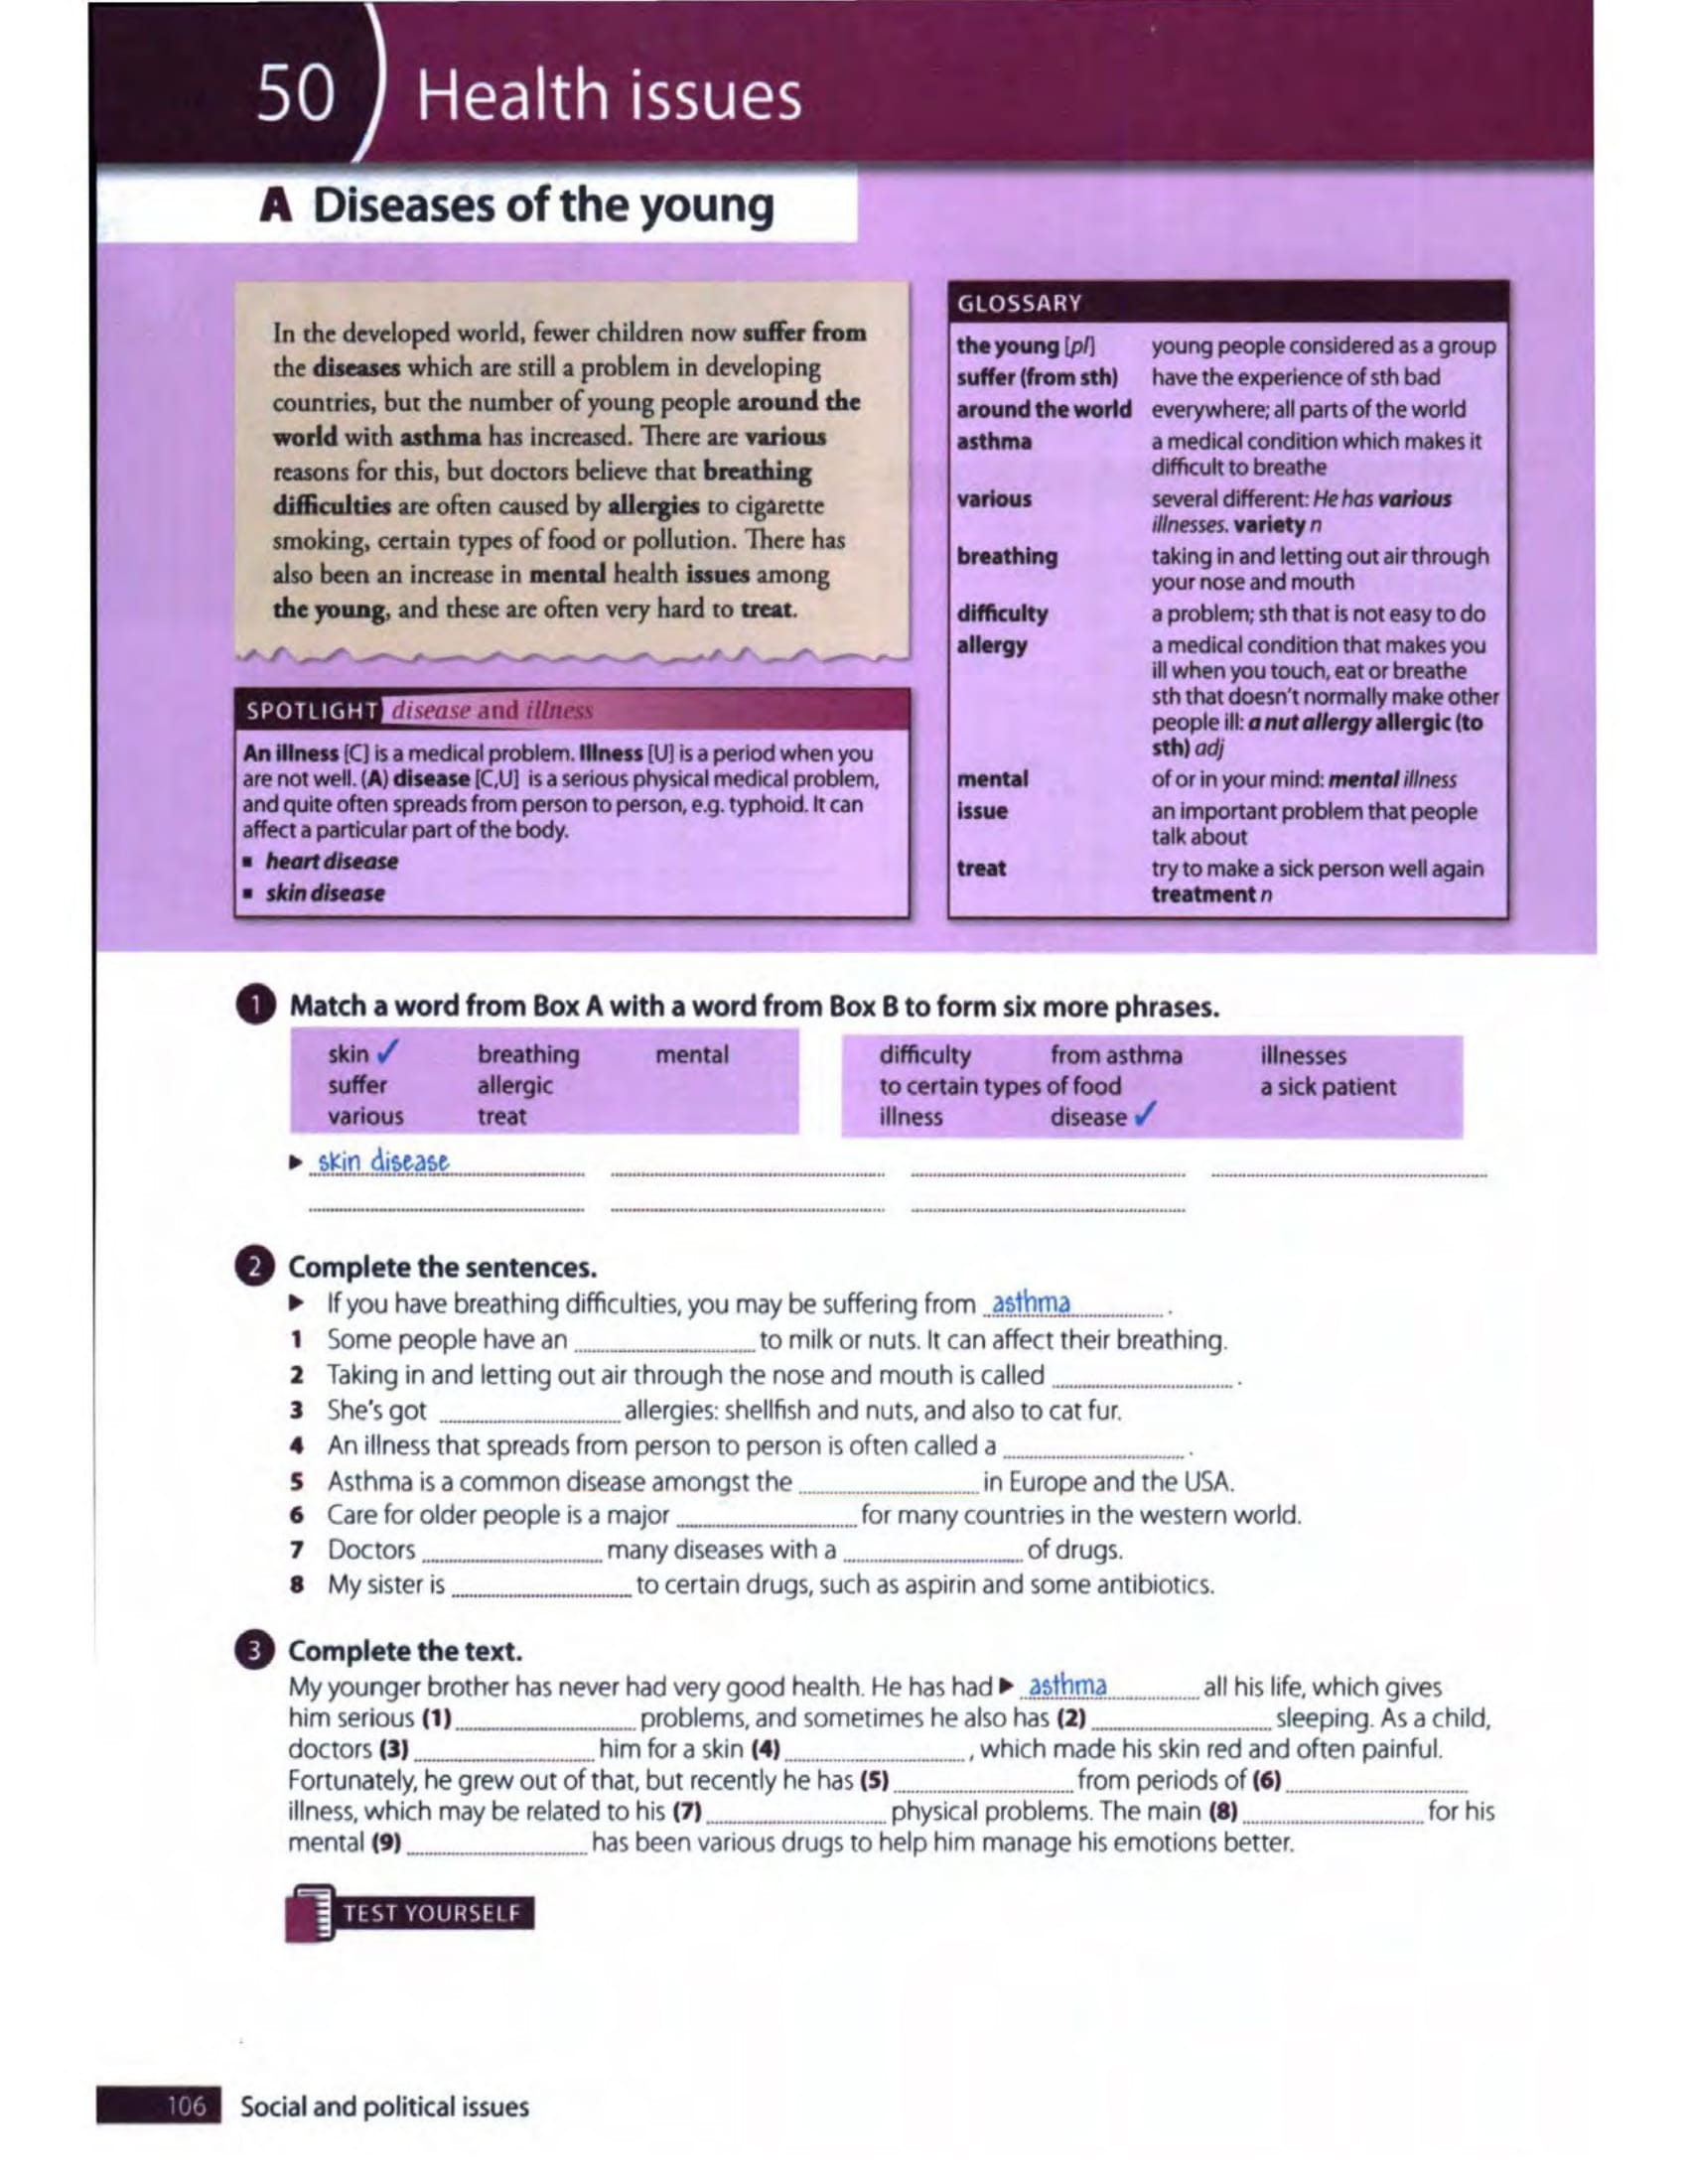 50 Health issues
A Diseases of the young
In the developed world, fewer children now suffer from
the diseases which are still a problem in developing
countries, but the number of young people around the
world with asthma has increased. There are various
reasons for this, but doctors believe that breathing
difficulties are often caused by allergies to cigarette
smoking, certain types of food or pollution. There has
also been an increase in mental health issues among
the young, and these are often very hard to treat.
SPOTLIGHT disease and illness
An illness [C] is a medical problem. Illness [U] is a period when you
are not well. (A) disease [C,U] is a serious physical medical problem,
and quite often spreads from person to person, e.g. typhoid. It can
affect a particular part of the body.
▪ heart disease
▪ skin disease
GLOSSARY
the young [pl] young people considered as a group
suffer (from sth) have the experience of sth bad
around the world everywhere; all parts of the world
asthma a medical condition which makes it
difficult to breathe
various several different: He has various
illnesses. variety n
breathing taking in and letting out air through
your nose and mouth
difficulty a problem; sth that is not easy to do
allergy a medical condition that makes you
ill when you touch, eat or breathe
sth that doesn't normally make other
people ill: a nut allergy allergic (to
sth) adj
mental of or in your mind: mental illness
issue an important problem that people
talk about
treat try to make a sick person well again
treatment n
1 Match a word from Box A with a word from Box B to form six more phrases.
skin ✓ breathing mental
suffer allergic
various treat
difficulty from asthma illnesses
to certain types of food a sick patient
illness disease ✓
▶ skin disease
2 Complete the sentences.
▶ If you have breathing difficulties, you may be suffering from asthma .
1 Some people have an to milk or nuts. It can affect their breathing.
2 Taking in and letting out air through the nose and mouth is called .
3 She's got allergies: shellfish and nuts, and also to cat fur.
4 An illness that spreads from person to person is often called a .
5 Asthma is a common disease amongst the in Europe and the USA.
6 Care for older people is a major for many countries in the western world.
7 Doctors many diseases with a of drugs.
8 My sister is to certain drugs, such as aspirin and some antibiotics.
3 Complete the text.
My younger brother has never had very good health. He has had ▶ asthma all his life, which gives
him serious (1) problems, and sometimes he also has (2) sleeping. As a child,
doctors (3) him for a skin (4) , which made his skin red and often painful.
Fortunately, he grew out of that, but recently he has (5) from periods of (6)
illness, which may be related to his (7) physical problems. The main (8) for his
mental (9) has been various drugs to help him manage his emotions better.
TEST YOURSELF
106 Social and political issues